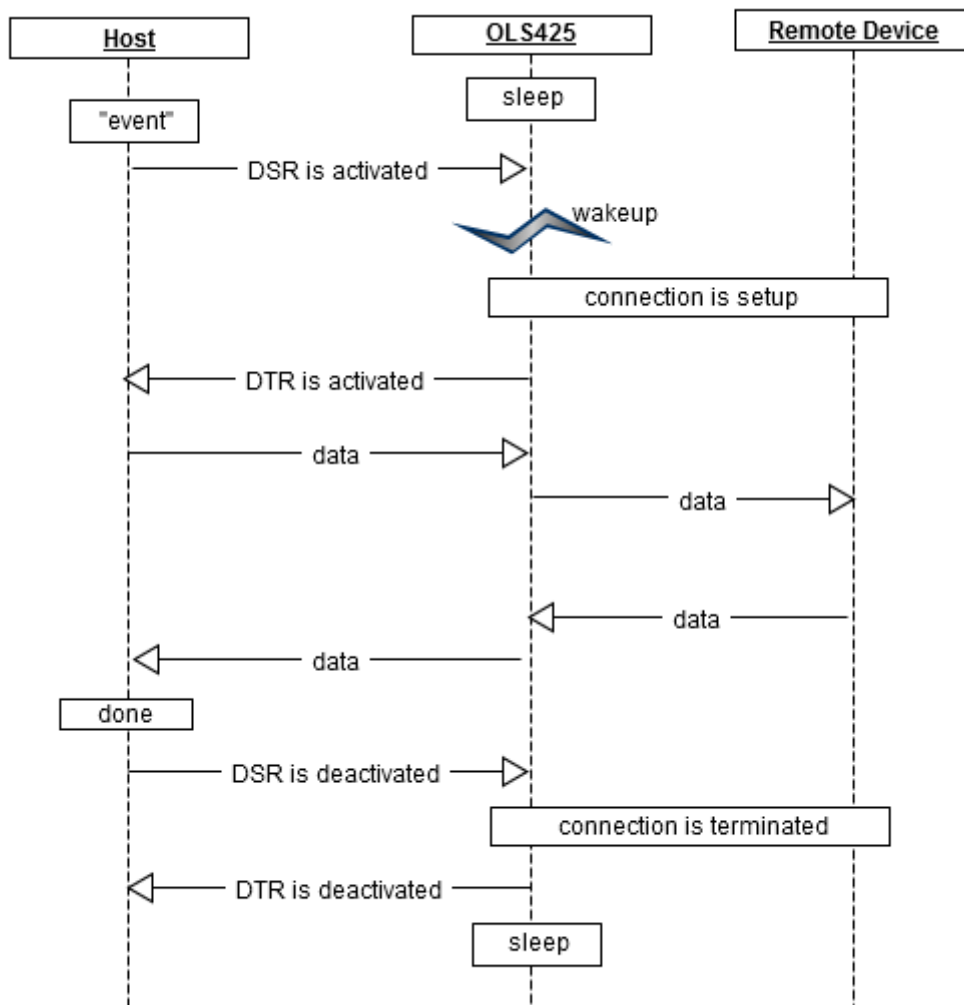 Host
OLS425
Remote Device
sleep
"event"
DSR is activated
wakeup
connection is setup
DTR is activated
data
data
data
data
done
DSR is deactivated
connection is terminated
DTR is deactivated
sleep